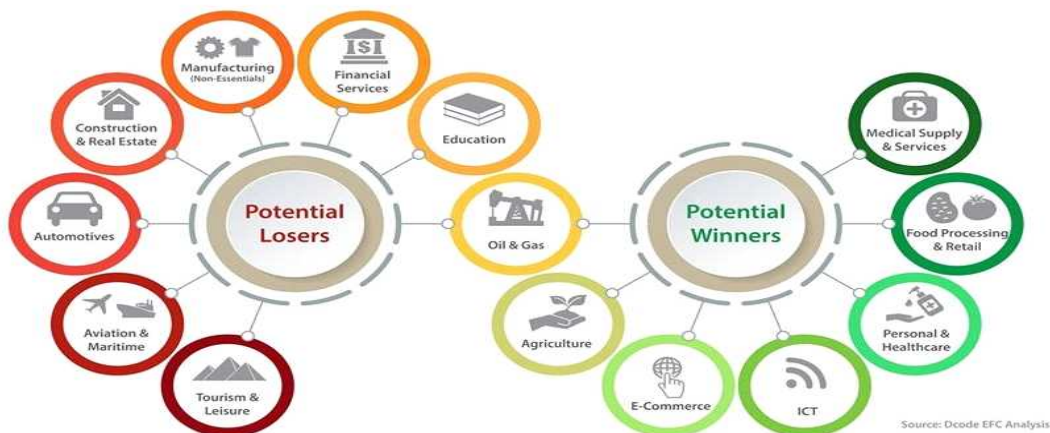 Manufacturing
(Non-Essentials)
Financial
Services
Construction
& Real Estate
Education
Automotives
Potential
Losers
Oil & Gas
Aviation &
Maritime
Tourism &
Leisure
Medical Supply
& Services
Potential
Winners
Food Processing
& Retail
Agriculture
Personal &
Healthcare
E-Commerce
ICT
Source: Dcode EFC Analysis